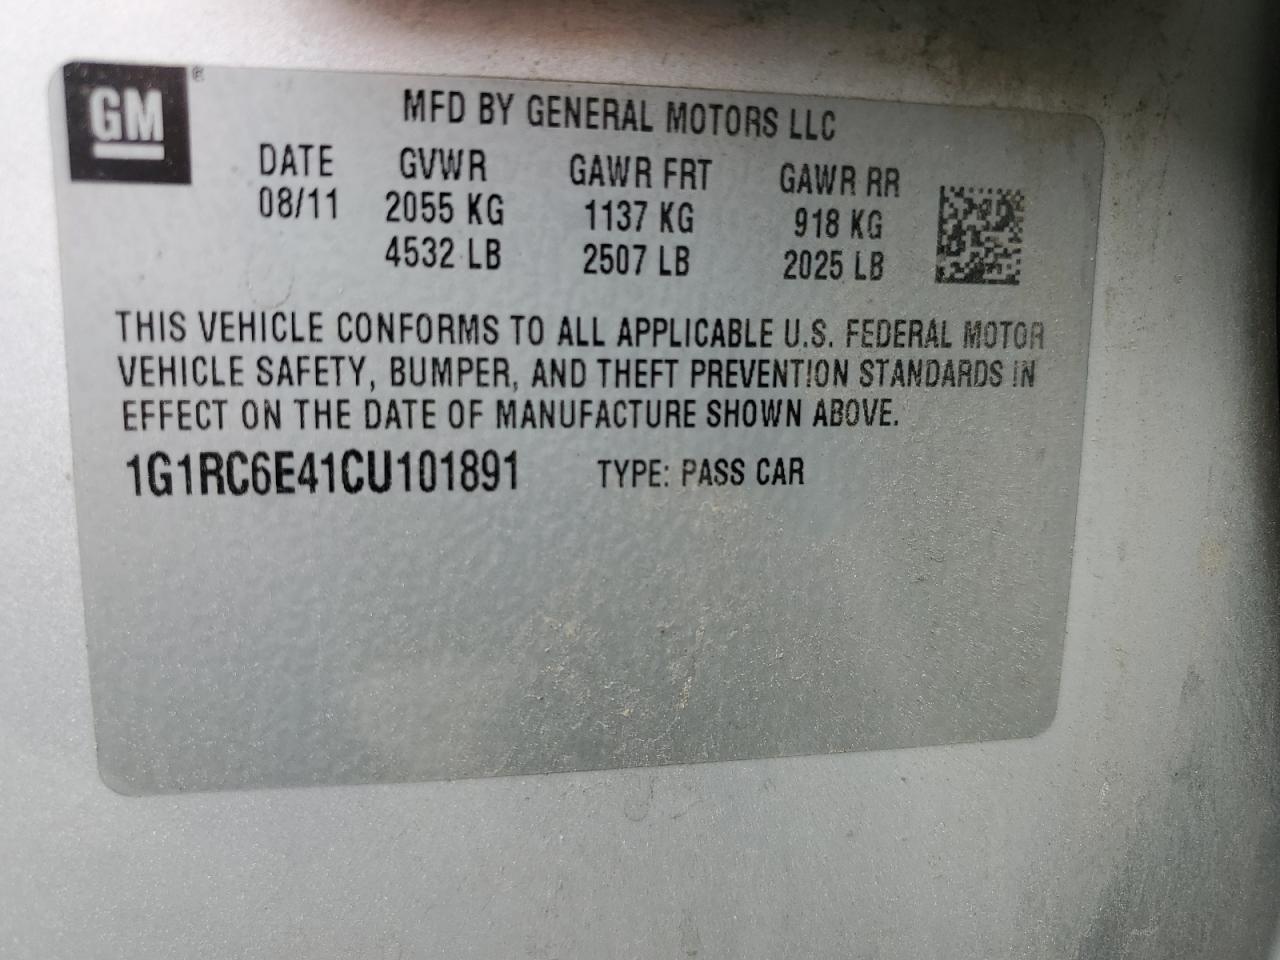 GM ®
MFD BY GENERAL MOTORS LLC
DATE GVWR GAWR FRT GAWR RR
08/11 2055 KG 1137 KG 918 KG
4532 LB 2507 LB 2025 LB
THIS VEHICLE CONFORMS TO ALL APPLICABLE U.S. FEDERAL MOTOR
VEHICLE SAFETY, BUMPER, AND THEFT PREVENTION STANDARDS IN
EFFECT ON THE DATE OF MANUFACTURE SHOWN ABOVE.
1G1RC6E41CU101891 TYPE: PASS CAR